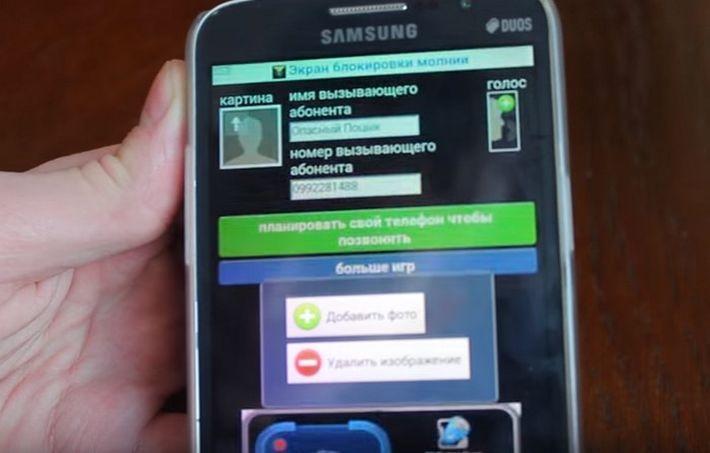 SAMSUNG
DUOS
Экран блокировки молнии
картина
имя вызывающего
абонента
голос
Опасный Поцык
номер вызывающего
абонента
0992281488
планировать свой телефон чтобы
позвонить
больше игр
Добавить фото
Удалить изображение